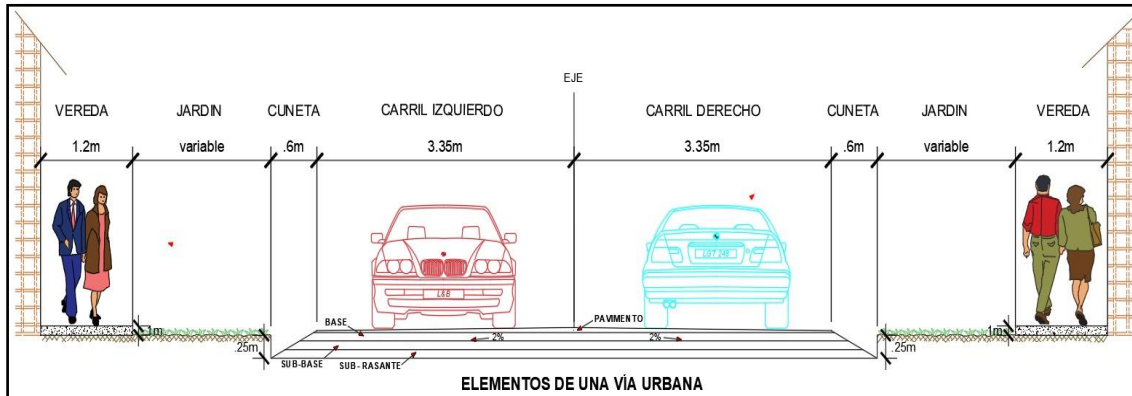 EJE
VEREDA JARDIN CUNETA CARRIL IZQUIERDO CARRIL DERECHO CUNETA JARDIN VEREDA
1.2m variable .6m 3.35m 3.35m .6m variable 1.2m
LGT 249
L&B
BASE PAVIMENTO
.1m 1m
2% 2%
.25m .25m
SUB-BASE SUB- RASANTE
ELEMENTOS DE UNA VÍA URBANA